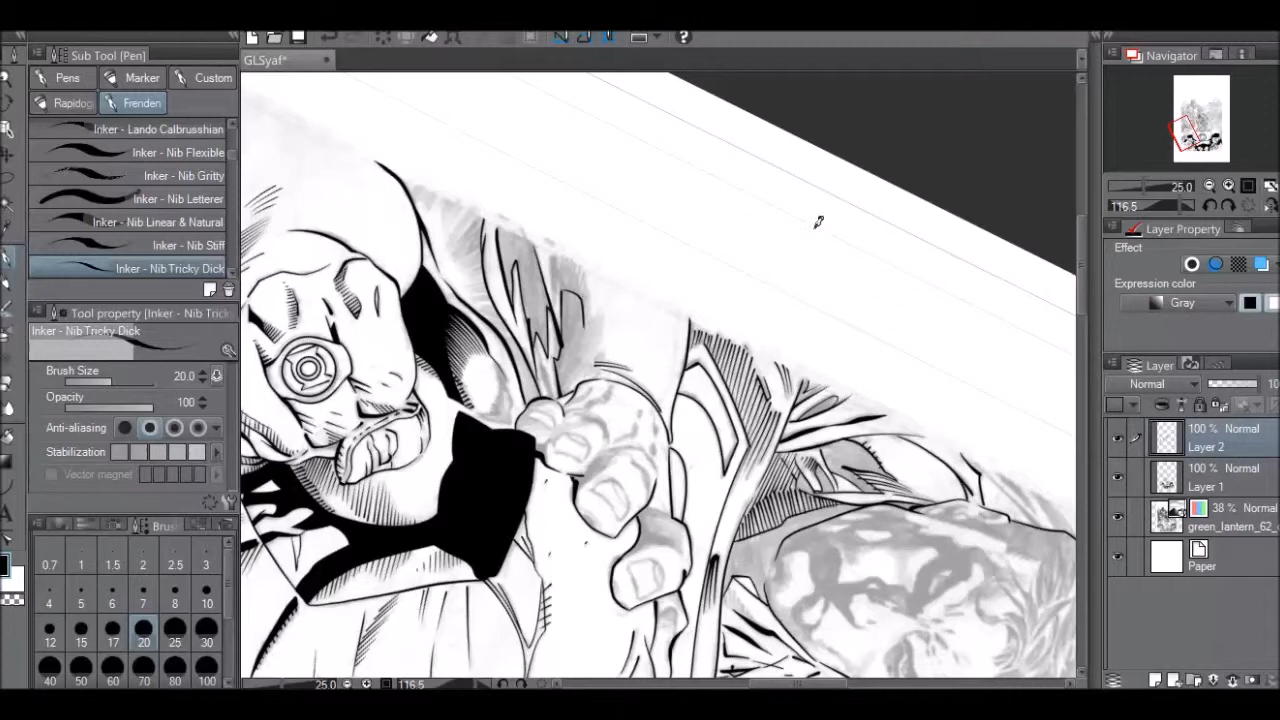 Sub Tool [Pen]
Pens
Marker
Custom
Rapidog
Frenden
Inker - Lando Calbrusshian
Inker - Nib Flexible
Inker - Nib Gritty
Inker - Nib Letterer
Inker - Nib Linear & Natural
Inker - Nib Stiff
Inker - Nib Tricky Dick
Tool property [Inker - Nib Trick
Inker - Nib Tricky Dick
Brush Size
20.0
Opacity
100
Anti-aliasing
Stabilization
Vector magnet
Brush
0.7 1 1.5 2 2.5 3
4 5 6 7 8 10
12 15 17 20 25 30
40 50 60 70 80 100
GLSyaf*
25.0
116.5
Navigator
25.0
116.5
Layer Property
Effect
Expression color
Gray
Layer
Normal
100 % Normal
Layer 2
100 % Normal
Layer 1
38 % Normal
green_lantern_62_
Paper